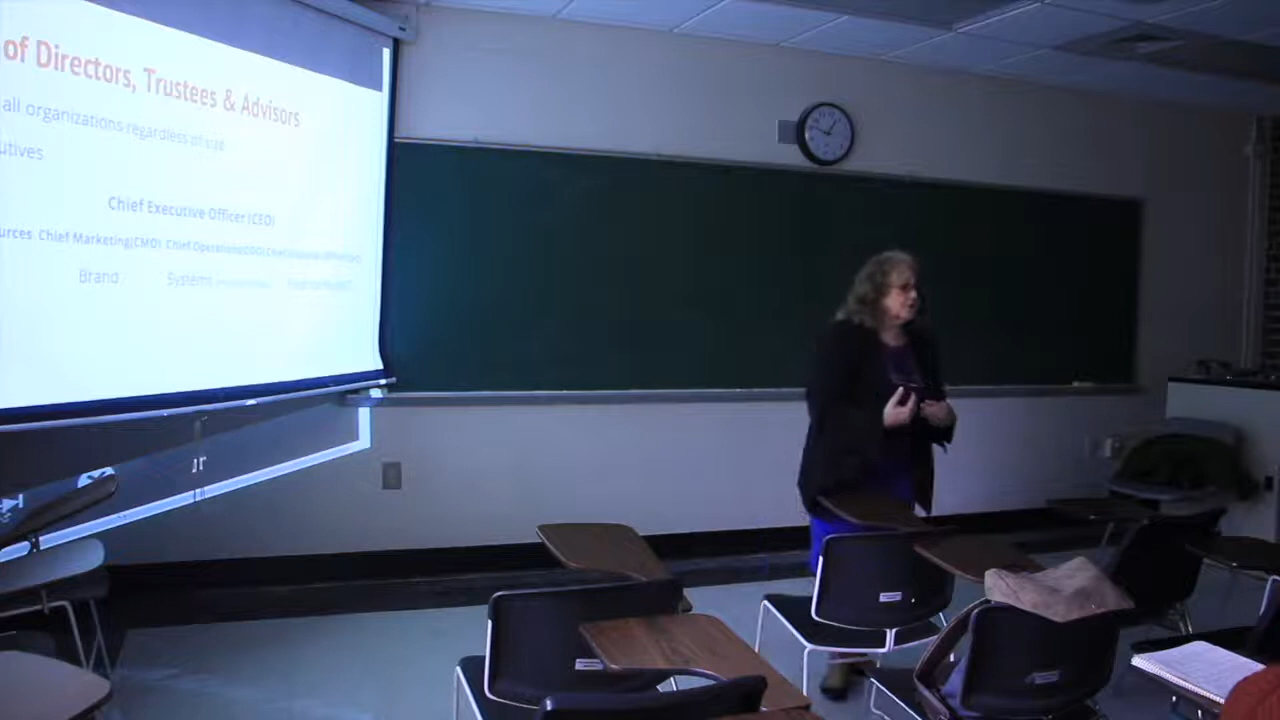 of Directors, Trustees & Advisors
all organizations regardless of size
utives
Chief Executive Officer (CEO)
urces Chief Marketing(CMO) Chief Operations(COO)
Brand Systems